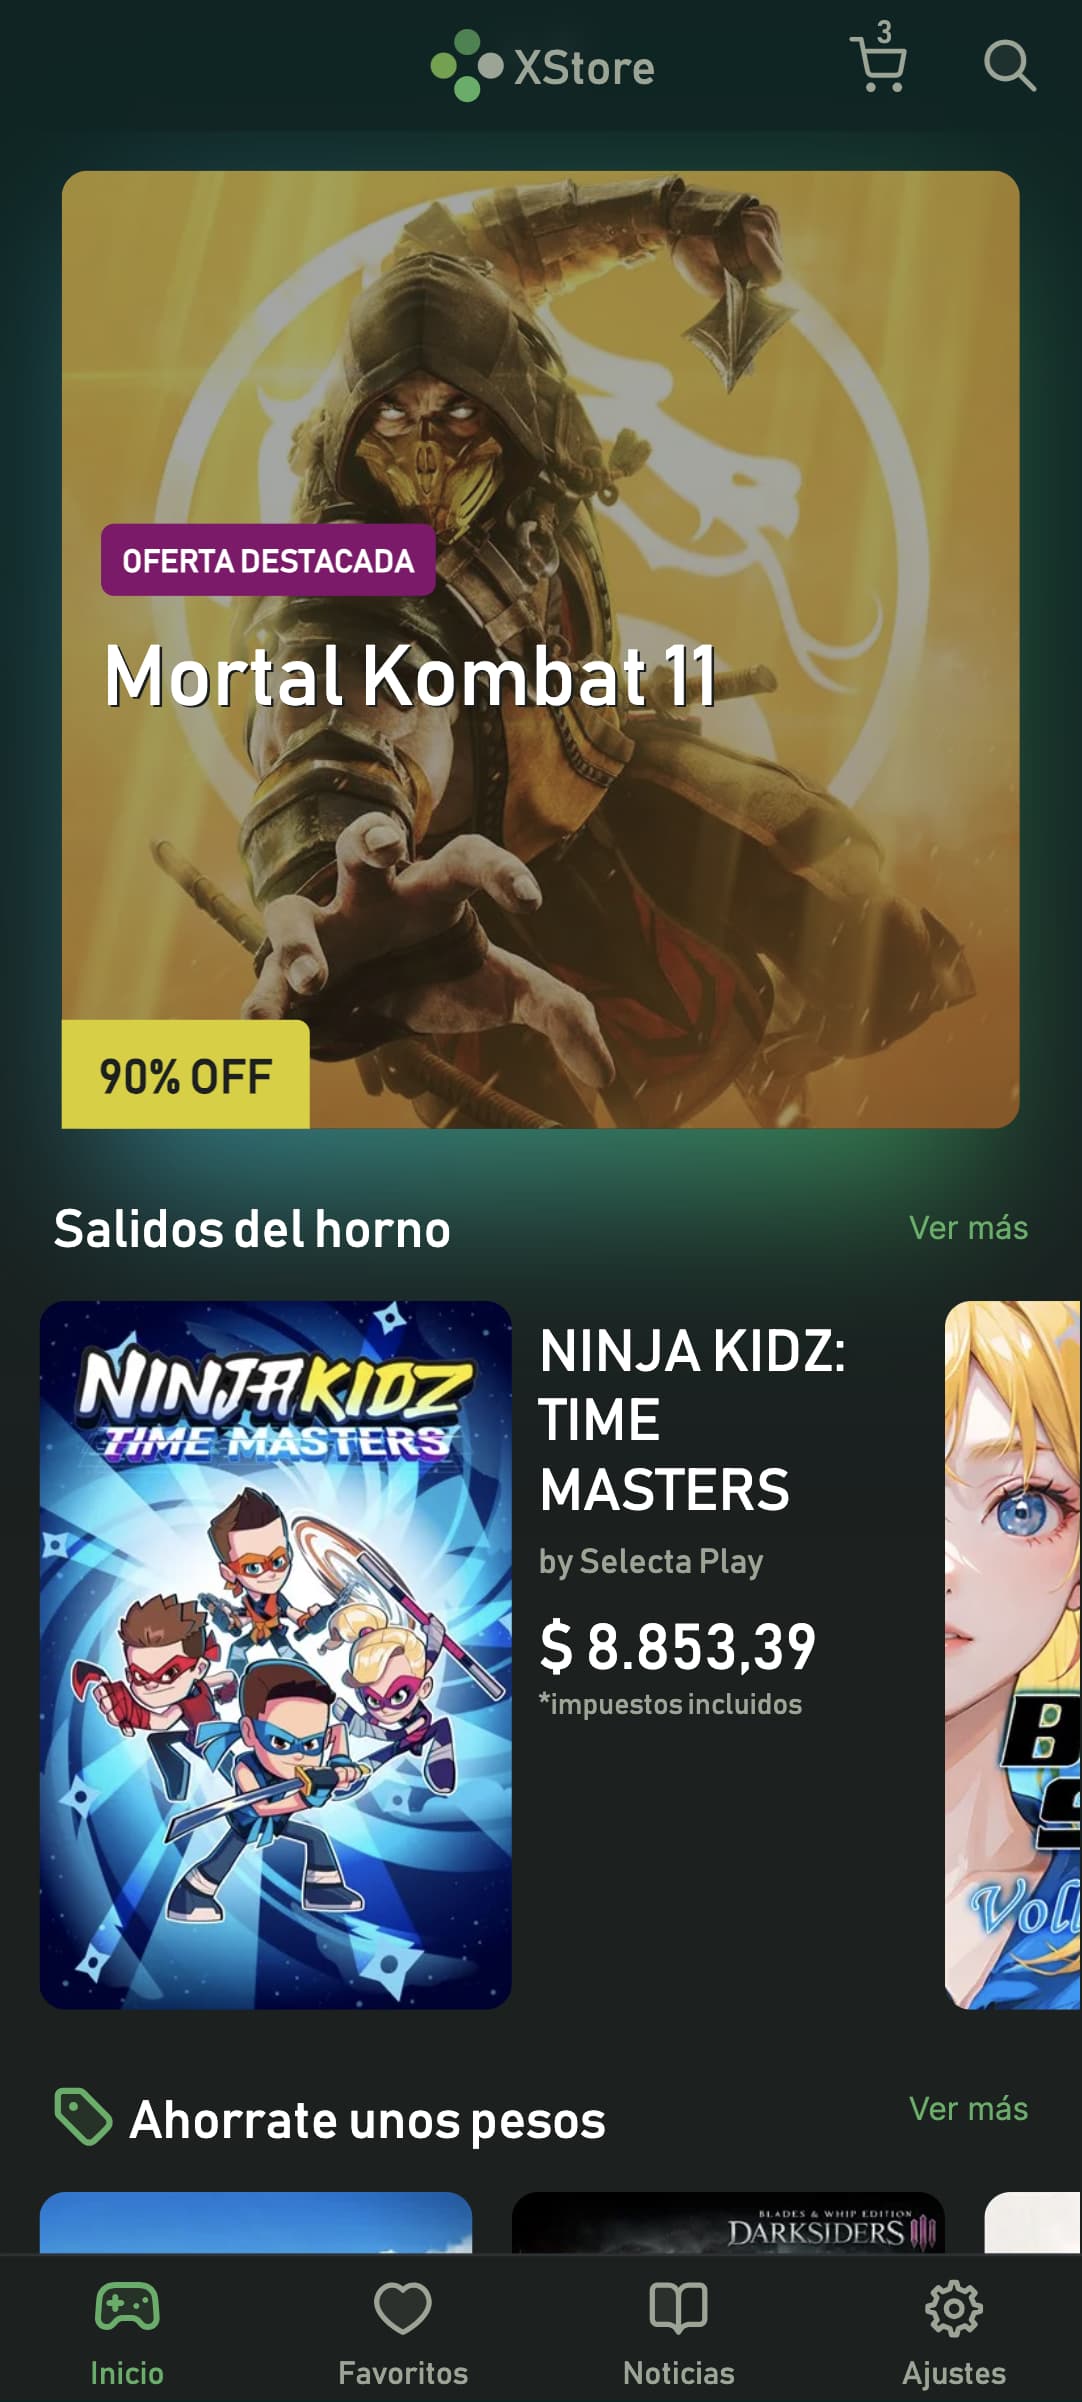 3
XStore
OFERTA DESTACADA
Mortal Kombat 11
90% OFF
Salidos del horno
Ver más
NINJA KIDZ
TIME MASTERS
NINJA KIDZ:
TIME
MASTERS
by Selecta Play
$ 8.853,39
*impuestos incluidos
Ahorrate unos pesos
Ver más
BLADES & WHIP EDITION
DARKSIDERS III
Inicio
Favoritos
Noticias
Ajustes